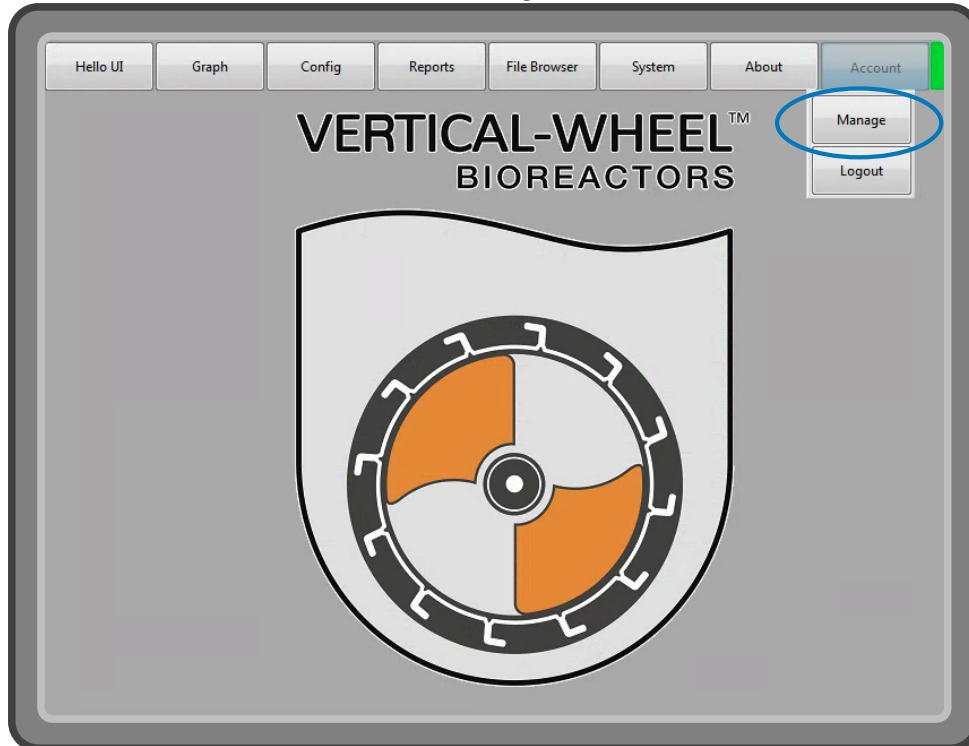 Hello UI Graph Config Reports File Browser System About Account
VERTICAL-WHEEL™
BIOREACTORS
Manage
Logout